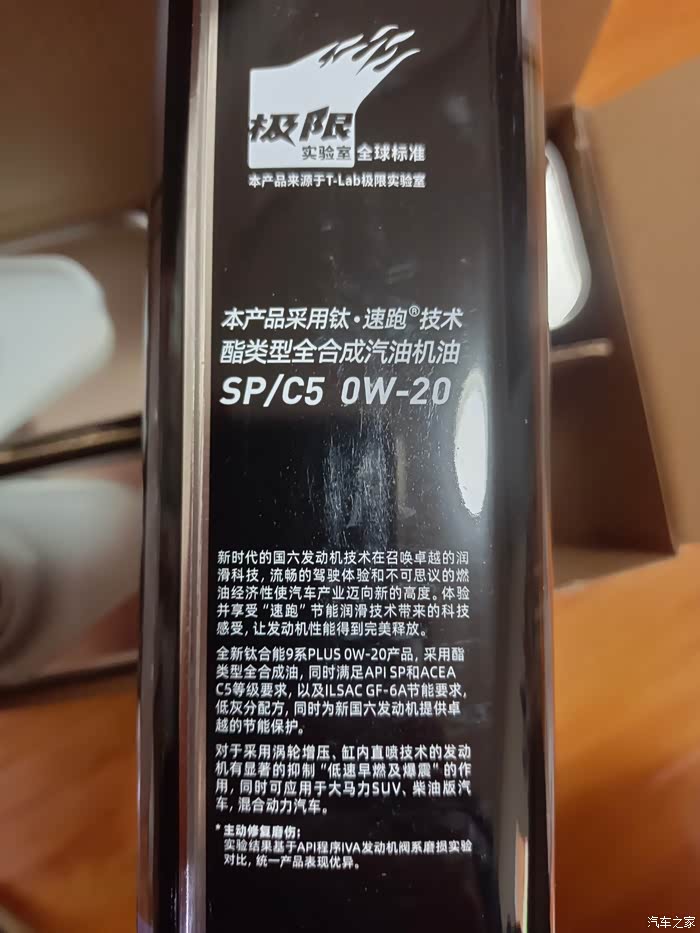 极限
实验室 全球标准
本产品来源于T-Lab极限实验室
本产品采用钛·速跑®技术
酯类型全合成汽油机油
SP/C5 0W-20
新时代的国六发动机技术在召唤卓越的润
滑科技，流畅的驾驶体验和不可思议的燃
油经济性使汽车产业迈向新的高度。体验
并享受“速跑”节能润滑技术带来的科技
感受，让发动机性能得到完美释放。
全新钛合能9系PLUS 0W-20产品，采用酯
类型全合成油，同时满足API SP和ACEA
C5等级要求，以及ILSAC GF-6A节能要求，
低灰分配方，同时为新国六发动机提供卓
越的节能保护。
对于采用涡轮增压、缸内直喷技术的发动
机有显著的抑制“低速早燃及爆震”的作
用，同时可应用于大马力SUV、柴油版汽
车，混合动力汽车。
*主动修复磨伤：
实验结果基于API程序IVA发动机阀系磨损实验
对比，统一产品表现优异。
汽车之家